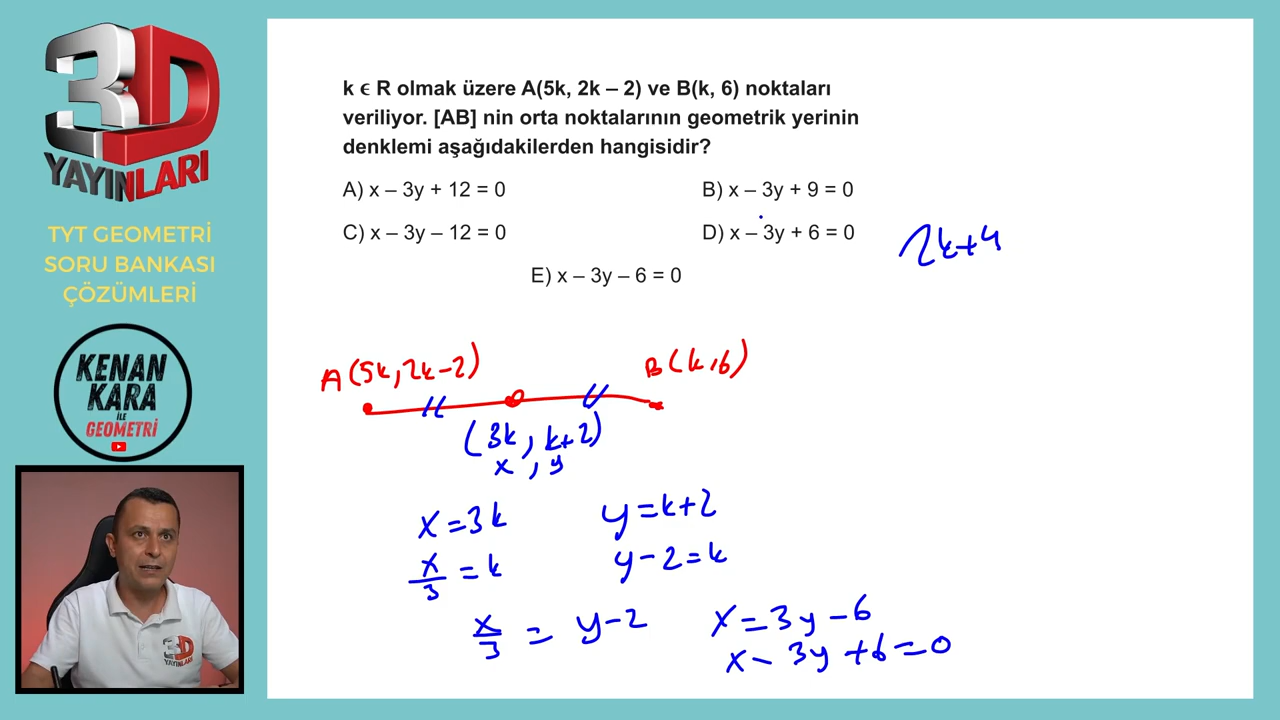 3D
YAYINLARI
TYT GEOMETRİ
SORU BANKASI
ÇÖZÜMLERİ
KENAN
KARA
İLE
GEOMETRİ
3D
YAYINLARI
k ϵ R olmak üzere A(5k, 2k – 2) ve B(k, 6) noktaları
veriliyor. [AB] nin orta noktalarının geometrik yerinin
denklemi aşağıdakilerden hangisidir?
A) x – 3y + 12 = 0
B) x – 3y + 9 = 0
C) x – 3y – 12 = 0
D) x – 3y + 6 = 0
E) x – 3y – 6 = 0
2k+4
A(5k,2k-2)
B(k,6)
(3k, k+2)
x, y
x=3k
y=k+2
x/3 = k
y-2=k
x/3 = y-2
x=3y-6
x-3y+6=0